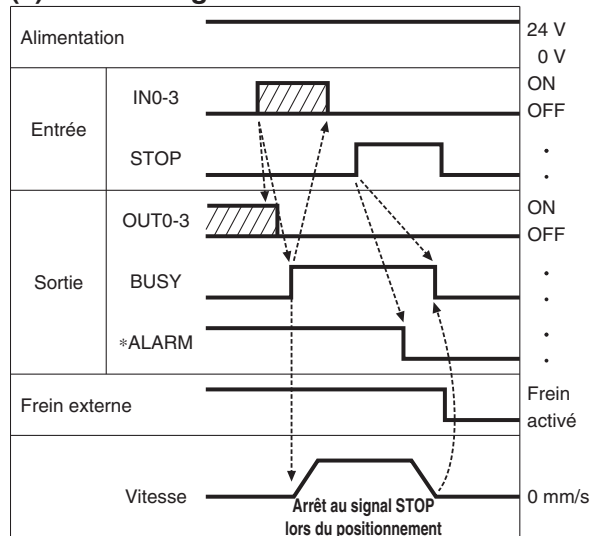 Alimentation
24 V
0 V
Entrée
IN0-3
ON
OFF
STOP
Sortie
OUT0-3
ON
OFF
BUSY
*ALARM
Frein externe
Frein
activé
Vitesse
Arrêt au signal STOP
lors du positionnement
0 mm/s